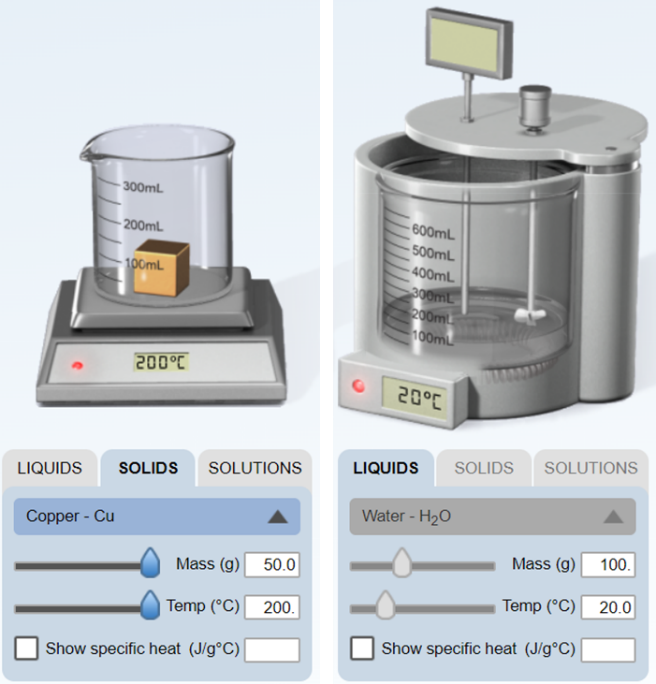 300mL
200mL
100mL
200°C
600mL
500mL
400mL
300mL
200mL
100mL
20°C
LIQUIDS SOLIDS SOLUTIONS
Copper - Cu
Mass (g) 50.0
Temp (°C) 200.
Show specific heat (J/g°C)
LIQUIDS SOLIDS SOLUTIONS
Water - H₂O
Mass (g) 100.
Temp (°C) 20.0
Show specific heat (J/g°C)